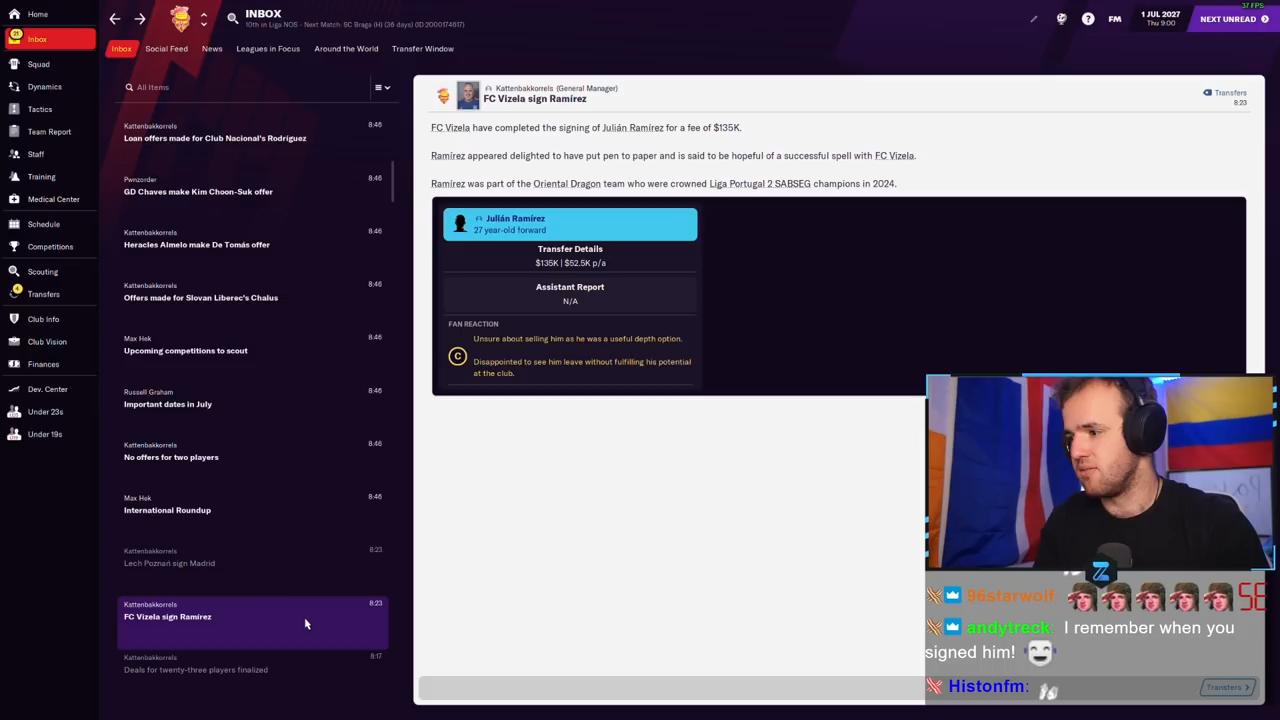 37 FPS
Home
21
Inbox
Squad
Dynamics
Tactics
Team Report
Staff
Training
Medical Center
Schedule
Competitions
Scouting
4
Transfers
Club Info
Club Vision
Finances
Dev. Center
Under 23s
Under 19s
INBOX
10th in Liga NOS - Next Match: SC Braga (H) (36 days) (ID:2000174617)
FM
1 JUL 2027
Thu 9:00
NEXT UNREAD
Inbox
Social Feed
News
Leagues in Focus
Around the World
Transfer Window
All Items
Kattenbakkorrels
8:46
Loan offers made for Club Nacional's Rodríguez
Pwnzorder
8:46
GD Chaves make Kim Choon-Suk offer
Kattenbakkorrels
8:46
Heracles Almelo make De Tomás offer
Kattenbakkorrels
8:46
Offers made for Slovan Liberec's Chalus
Max Hek
8:46
Upcoming competitions to scout
Russell Graham
8:46
Important dates in July
Kattenbakkorrels
8:46
No offers for two players
Max Hek
8:46
International Roundup
Kattenbakkorrels
8:23
Lech Poznań sign Madrid
Kattenbakkorrels
8:23
FC Vizela sign Ramírez
Kattenbakkorrels
8:17
Deals for twenty-three players finalized
Kattenbakkorrels (General Manager)
FC Vizela sign Ramírez
Transfers
8:23
FC Vizela have completed the signing of Julián Ramírez for a fee of $135K.
Ramírez appeared delighted to have put pen to paper and is said to be hopeful of a successful spell with FC Vizela.
Ramírez was part of the Oriental Dragon team who were crowned Liga Portugal 2 SABSEG champions in 2024.
Julián Ramírez
27 year-old forward
Transfer Details
$135K | $52.5K p/a
Assistant Report
N/A
FAN REACTION
C
Unsure about selling him as he was a useful depth option.
Disappointed to see him leave without fulfilling his potential
at the club.
Z
96starwolf:
SE
andytreck: I remember when you
signed him!
Histonfm:
Transfers